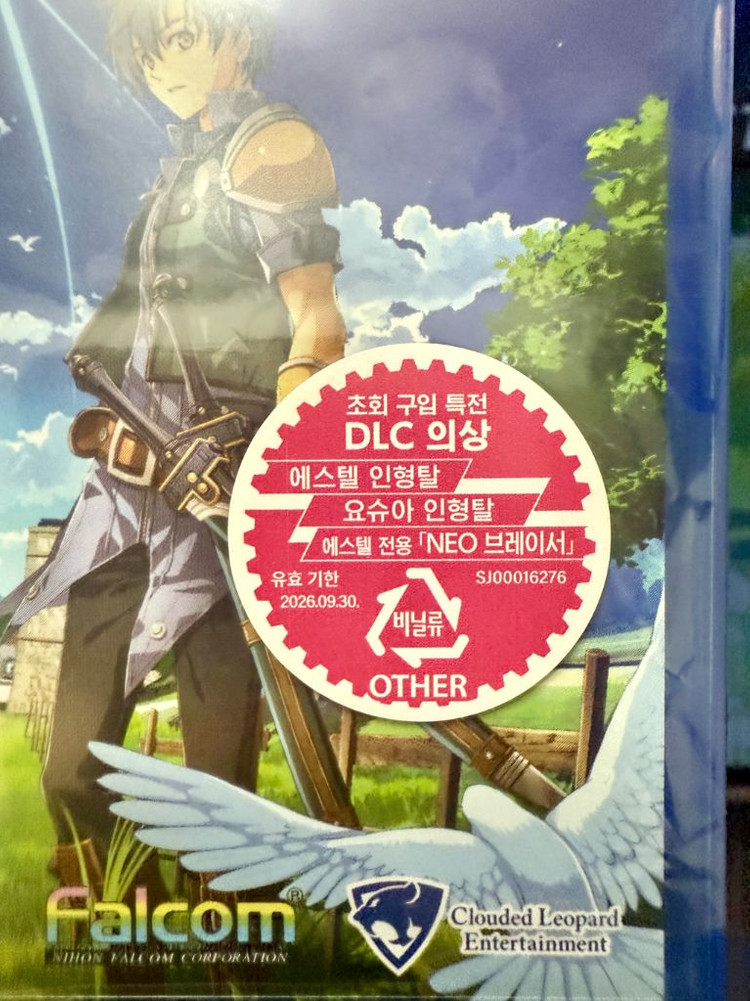 초회 구입 특전
DLC 의상
에스텔 인형탈
요슈아 인형탈
에스텔 전용 「NEO 브레이서」
유효 기한
2026.09.30.
SJ00016276
비닐류
OTHER
Falcom®
NIHON FALCOM CORPORATION
Clouded Leopard
Entertainment